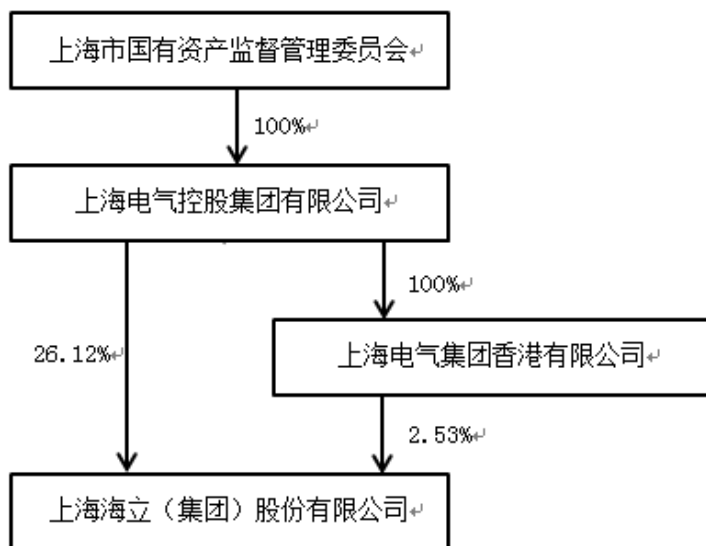 上海市国有资产监督管理委员会↵
100%↵
上海电气控股集团有限公司↵
100%↵
26.12%↵
上海电气集团香港有限公司↵
2.53%↵
上海海立（集团）股份有限公司↵